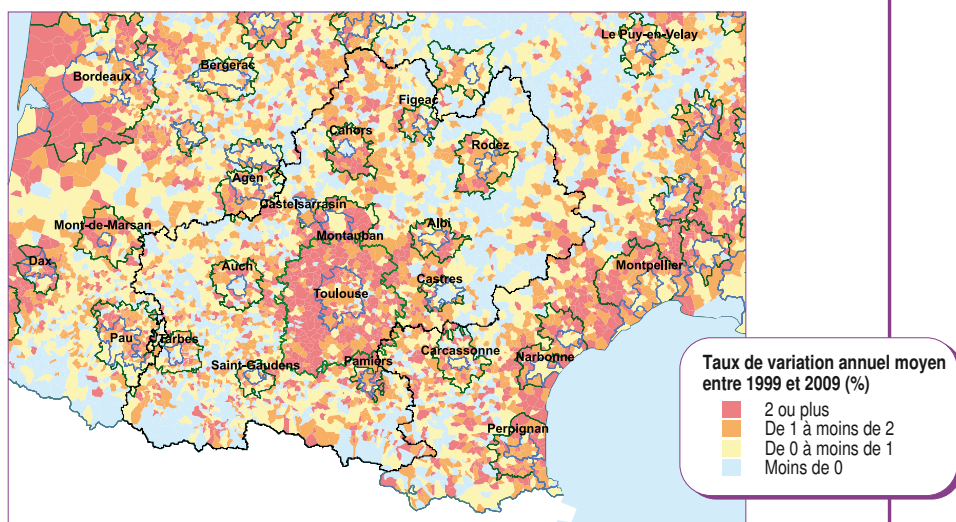 Le Puy-en-Velay
Bordeaux
Bergerac
Figeac
Cahors
Rodez
Agen
Castelsarrasin
Mont-de-Marsan
Albi
Montauban
Dax
Auch
Montpellier
Castres
Toulouse
Pau
Tarbes
Carcassonne
Narbonne
Saint-Gaudens
Pamiers
Perpignan
Taux de variation annuel moyen
entre 1999 et 2009 (%)
2 ou plus
De 1 à moins de 2
De 0 à moins de 1
Moins de 0